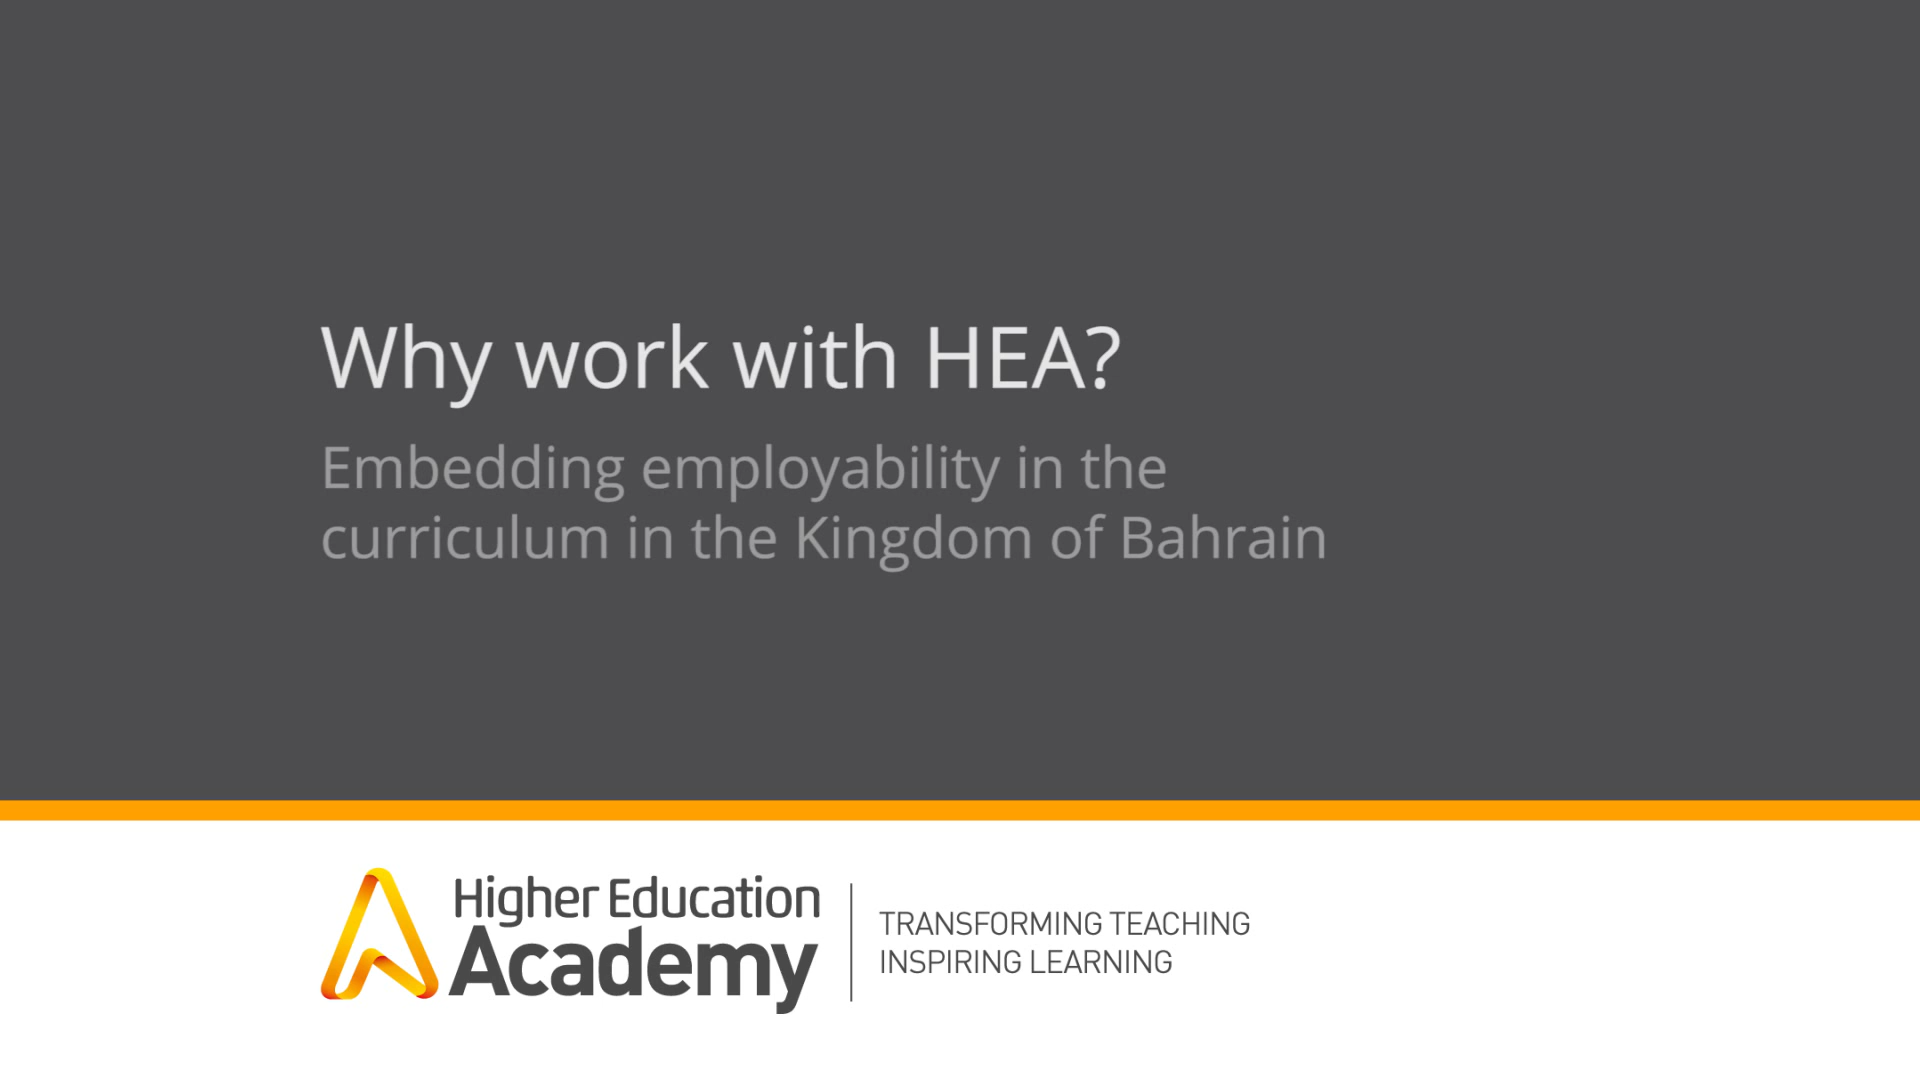 Why work with HEA?
Embedding employability in the
curriculum in the Kingdom of Bahrain
Higher Education
Academy
TRANSFORMING TEACHING
INSPIRING LEARNING